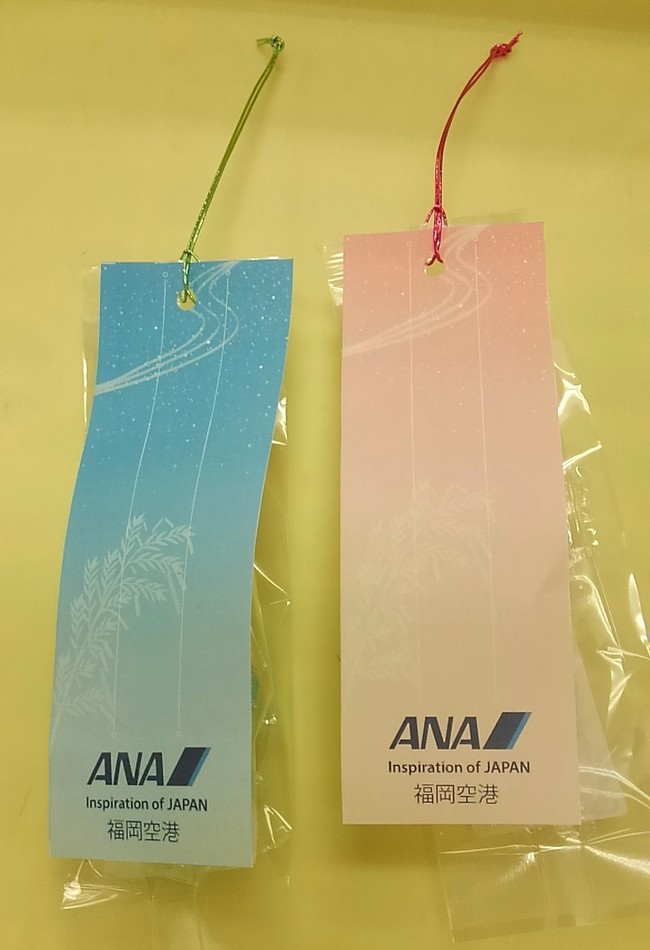 ANA
Inspiration of JAPAN
福岡空港
ANA
Inspiration of JAPAN
福岡空港